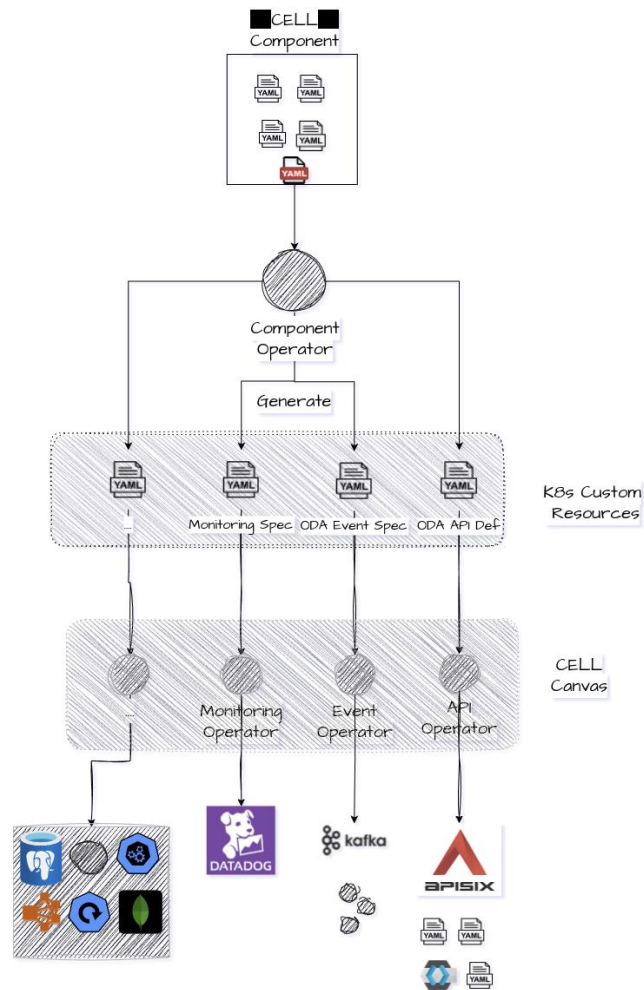 CELL
Component
YAML YAML
YAML YAML
YAML
Component
Operator
Generate
YAML YAML YAML YAML
... Monitoring Spec ODA Event Spec ODA API Def
K8s Custom
Resources
CELL
Canvas
... Monitoring Operator
Event Operator
API Operator
DATADOG
kafka
APISIX
YAML YAML
YAML